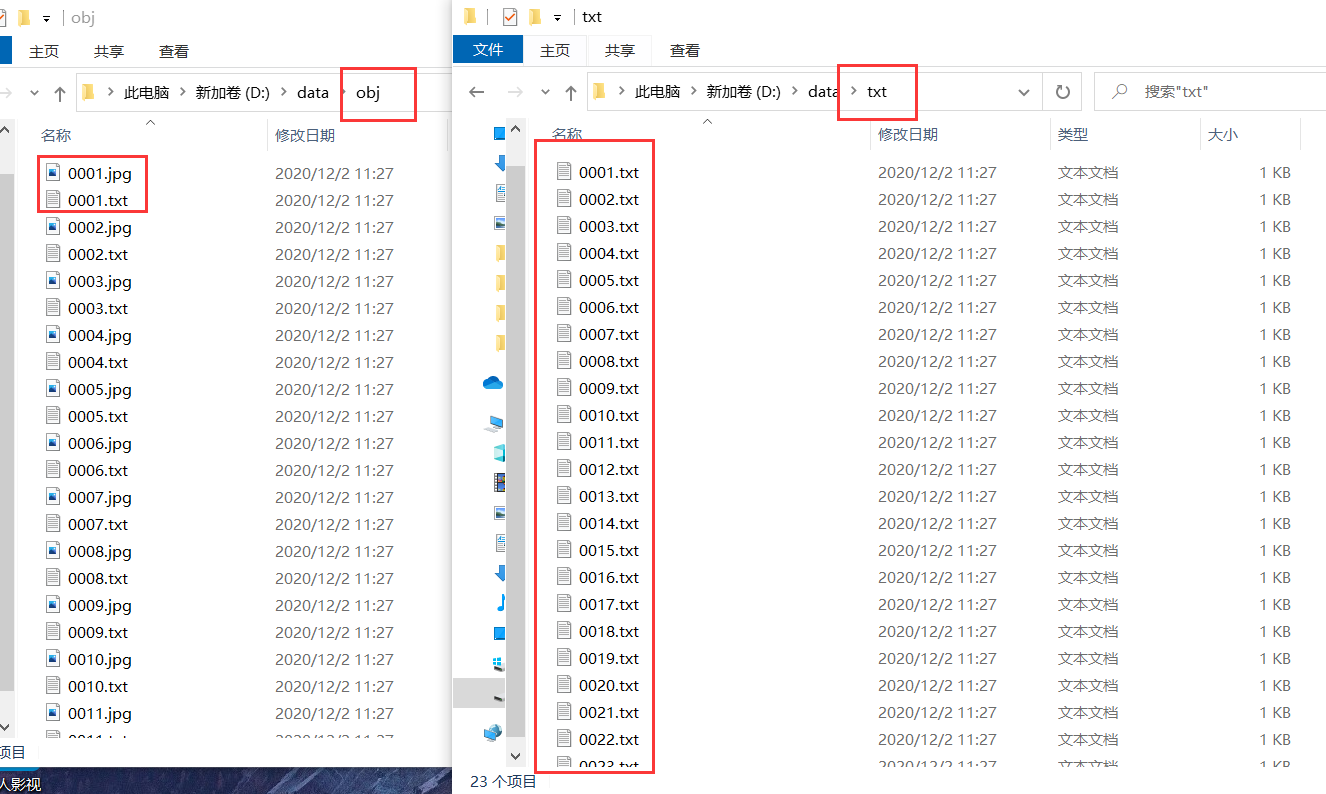 obj
主页 共享 查看
此电脑 新加卷 (D:) data obj
名称 修改日期
0001.jpg 2020/12/2 11:27
0001.txt 2020/12/2 11:27
0002.jpg 2020/12/2 11:27
0002.txt 2020/12/2 11:27
0003.jpg 2020/12/2 11:27
0003.txt 2020/12/2 11:27
0004.jpg 2020/12/2 11:27
0004.txt 2020/12/2 11:27
0005.jpg 2020/12/2 11:27
0005.txt 2020/12/2 11:27
0006.jpg 2020/12/2 11:27
0006.txt 2020/12/2 11:27
0007.jpg 2020/12/2 11:27
0007.txt 2020/12/2 11:27
0008.jpg 2020/12/2 11:27
0008.txt 2020/12/2 11:27
0009.jpg 2020/12/2 11:27
0009.txt 2020/12/2 11:27
0010.jpg 2020/12/2 11:27
0010.txt 2020/12/2 11:27
0011.jpg 2020/12/2 11:27
0011.txt 2020/12/2 11:27
项目
人影视
txt
文件 主页 共享 查看
此电脑 新加卷 (D:) data txt 搜索"txt"
名称 修改日期 类型 大小
0001.txt 2020/12/2 11:27 文本文档 1 KB
0002.txt 2020/12/2 11:27 文本文档 1 KB
0003.txt 2020/12/2 11:27 文本文档 1 KB
0004.txt 2020/12/2 11:27 文本文档 1 KB
0005.txt 2020/12/2 11:27 文本文档 1 KB
0006.txt 2020/12/2 11:27 文本文档 1 KB
0007.txt 2020/12/2 11:27 文本文档 1 KB
0008.txt 2020/12/2 11:27 文本文档 1 KB
0009.txt 2020/12/2 11:27 文本文档 1 KB
0010.txt 2020/12/2 11:27 文本文档 1 KB
0011.txt 2020/12/2 11:27 文本文档 1 KB
0012.txt 2020/12/2 11:27 文本文档 1 KB
0013.txt 2020/12/2 11:27 文本文档 1 KB
0014.txt 2020/12/2 11:27 文本文档 1 KB
0015.txt 2020/12/2 11:27 文本文档 1 KB
0016.txt 2020/12/2 11:27 文本文档 1 KB
0017.txt 2020/12/2 11:27 文本文档 1 KB
0018.txt 2020/12/2 11:27 文本文档 1 KB
0019.txt 2020/12/2 11:27 文本文档 1 KB
0020.txt 2020/12/2 11:27 文本文档 1 KB
0021.txt 2020/12/2 11:27 文本文档 1 KB
0022.txt 2020/12/2 11:27 文本文档 1 KB
0023.txt 2020/12/2 11:27 文本文档 1 KB
23 个项目